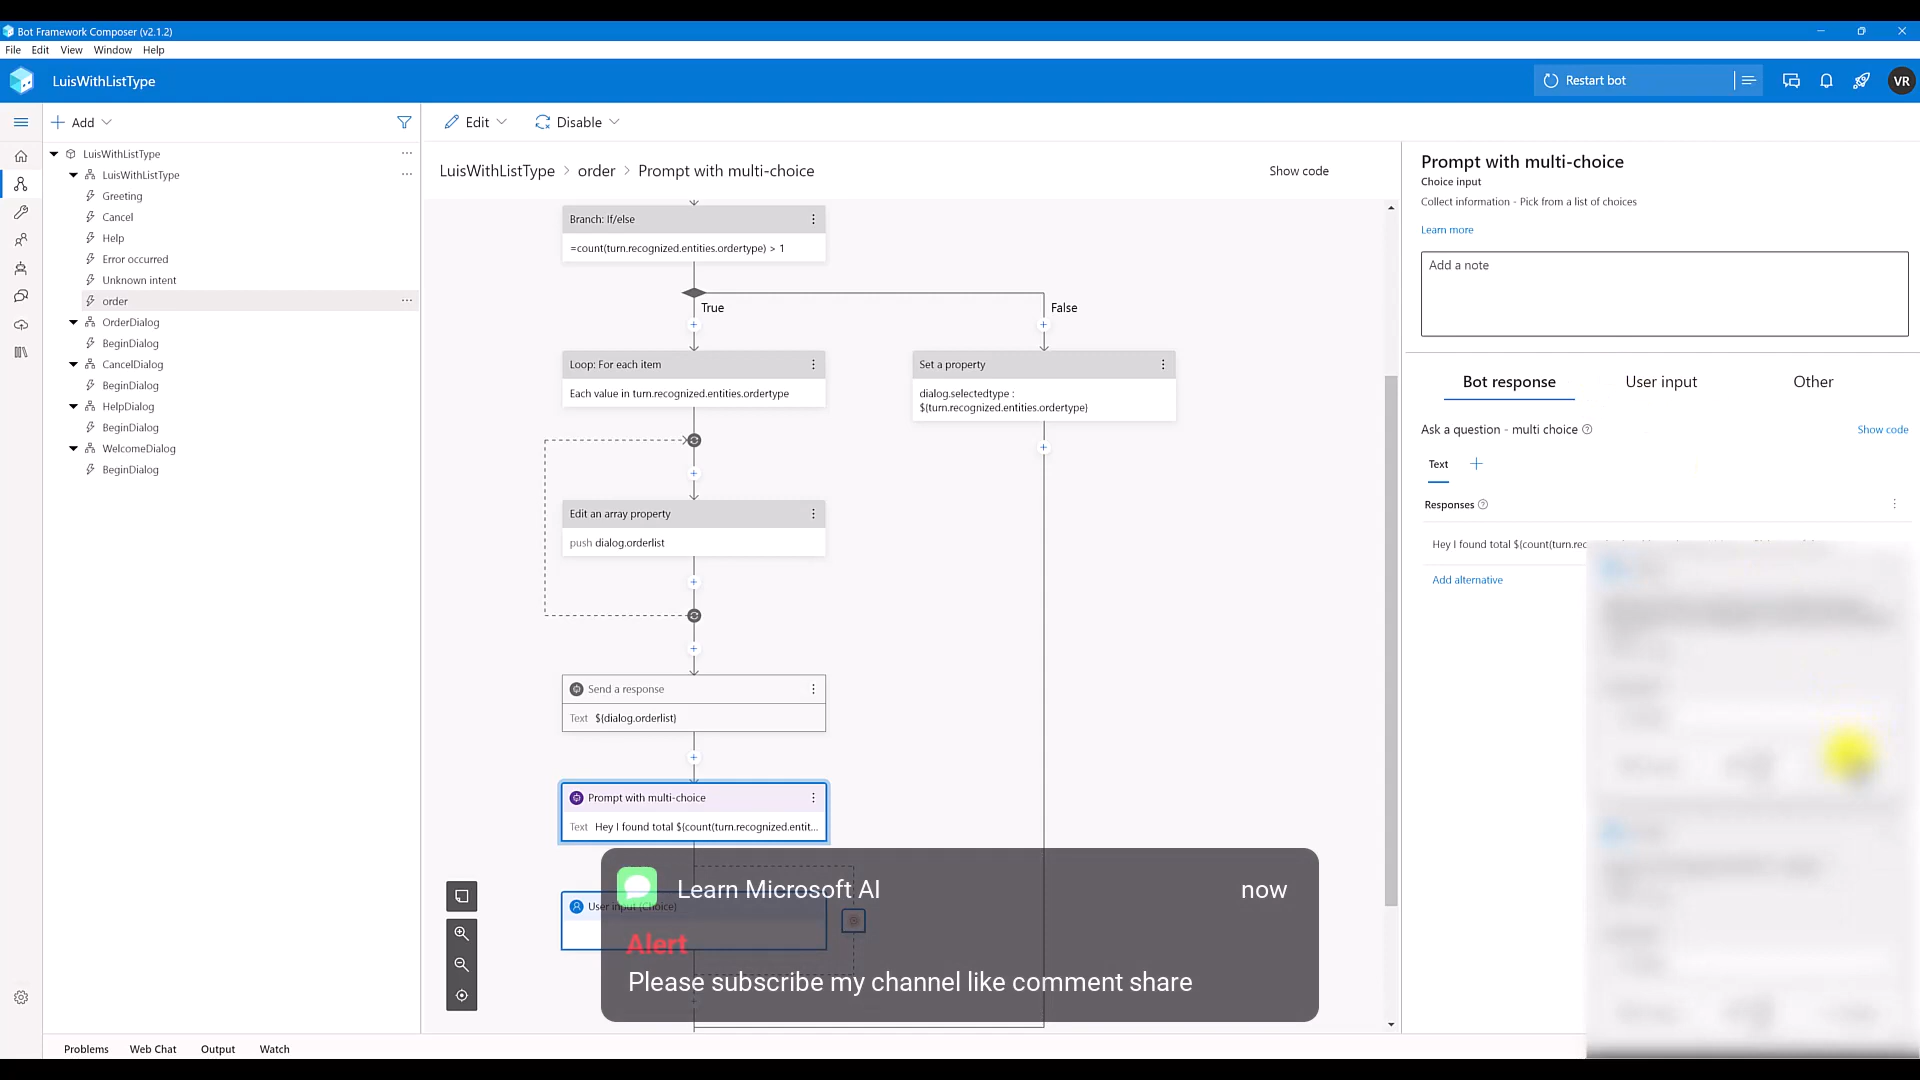 Bot Framework Composer (v2.1.2)
File Edit View Window Help
LuisWithListType
Restart bot
VR
Add
Edit
Disable
LuisWithListType
LuisWithListType
Greeting
Cancel
Help
Error occurred
Unknown intent
order
OrderDialog
BeginDialog
CancelDialog
BeginDialog
HelpDialog
BeginDialog
WelcomeDialog
BeginDialog
LuisWithListType > order > Prompt with multi-choice
Show code
Branch: If/else
=count(turn.recognized.entities.ordertype) > 1
True
False
Loop: For each item
Each value in turn.recognized.entities.ordertype
Set a property
dialog.selectedtype :
${turn.recognized.entities.ordertype}
Edit an array property
push dialog.orderlist
Send a response
Text ${dialog.orderlist}
Prompt with multi-choice
Text Hey I found total ${count(turn.recognized.entit...
User input (Choice)
Learn Microsoft AI
now
Alert
Please subscribe my channel like comment share
Prompt with multi-choice
Choice input
Collect information - Pick from a list of choices
Learn more
Add a note
Bot response
User input
Other
Ask a question - multi choice
Show code
Text
Responses
Hey I found total ${count(turn.rec
Add alternative
Problems
Web Chat
Output
Watch